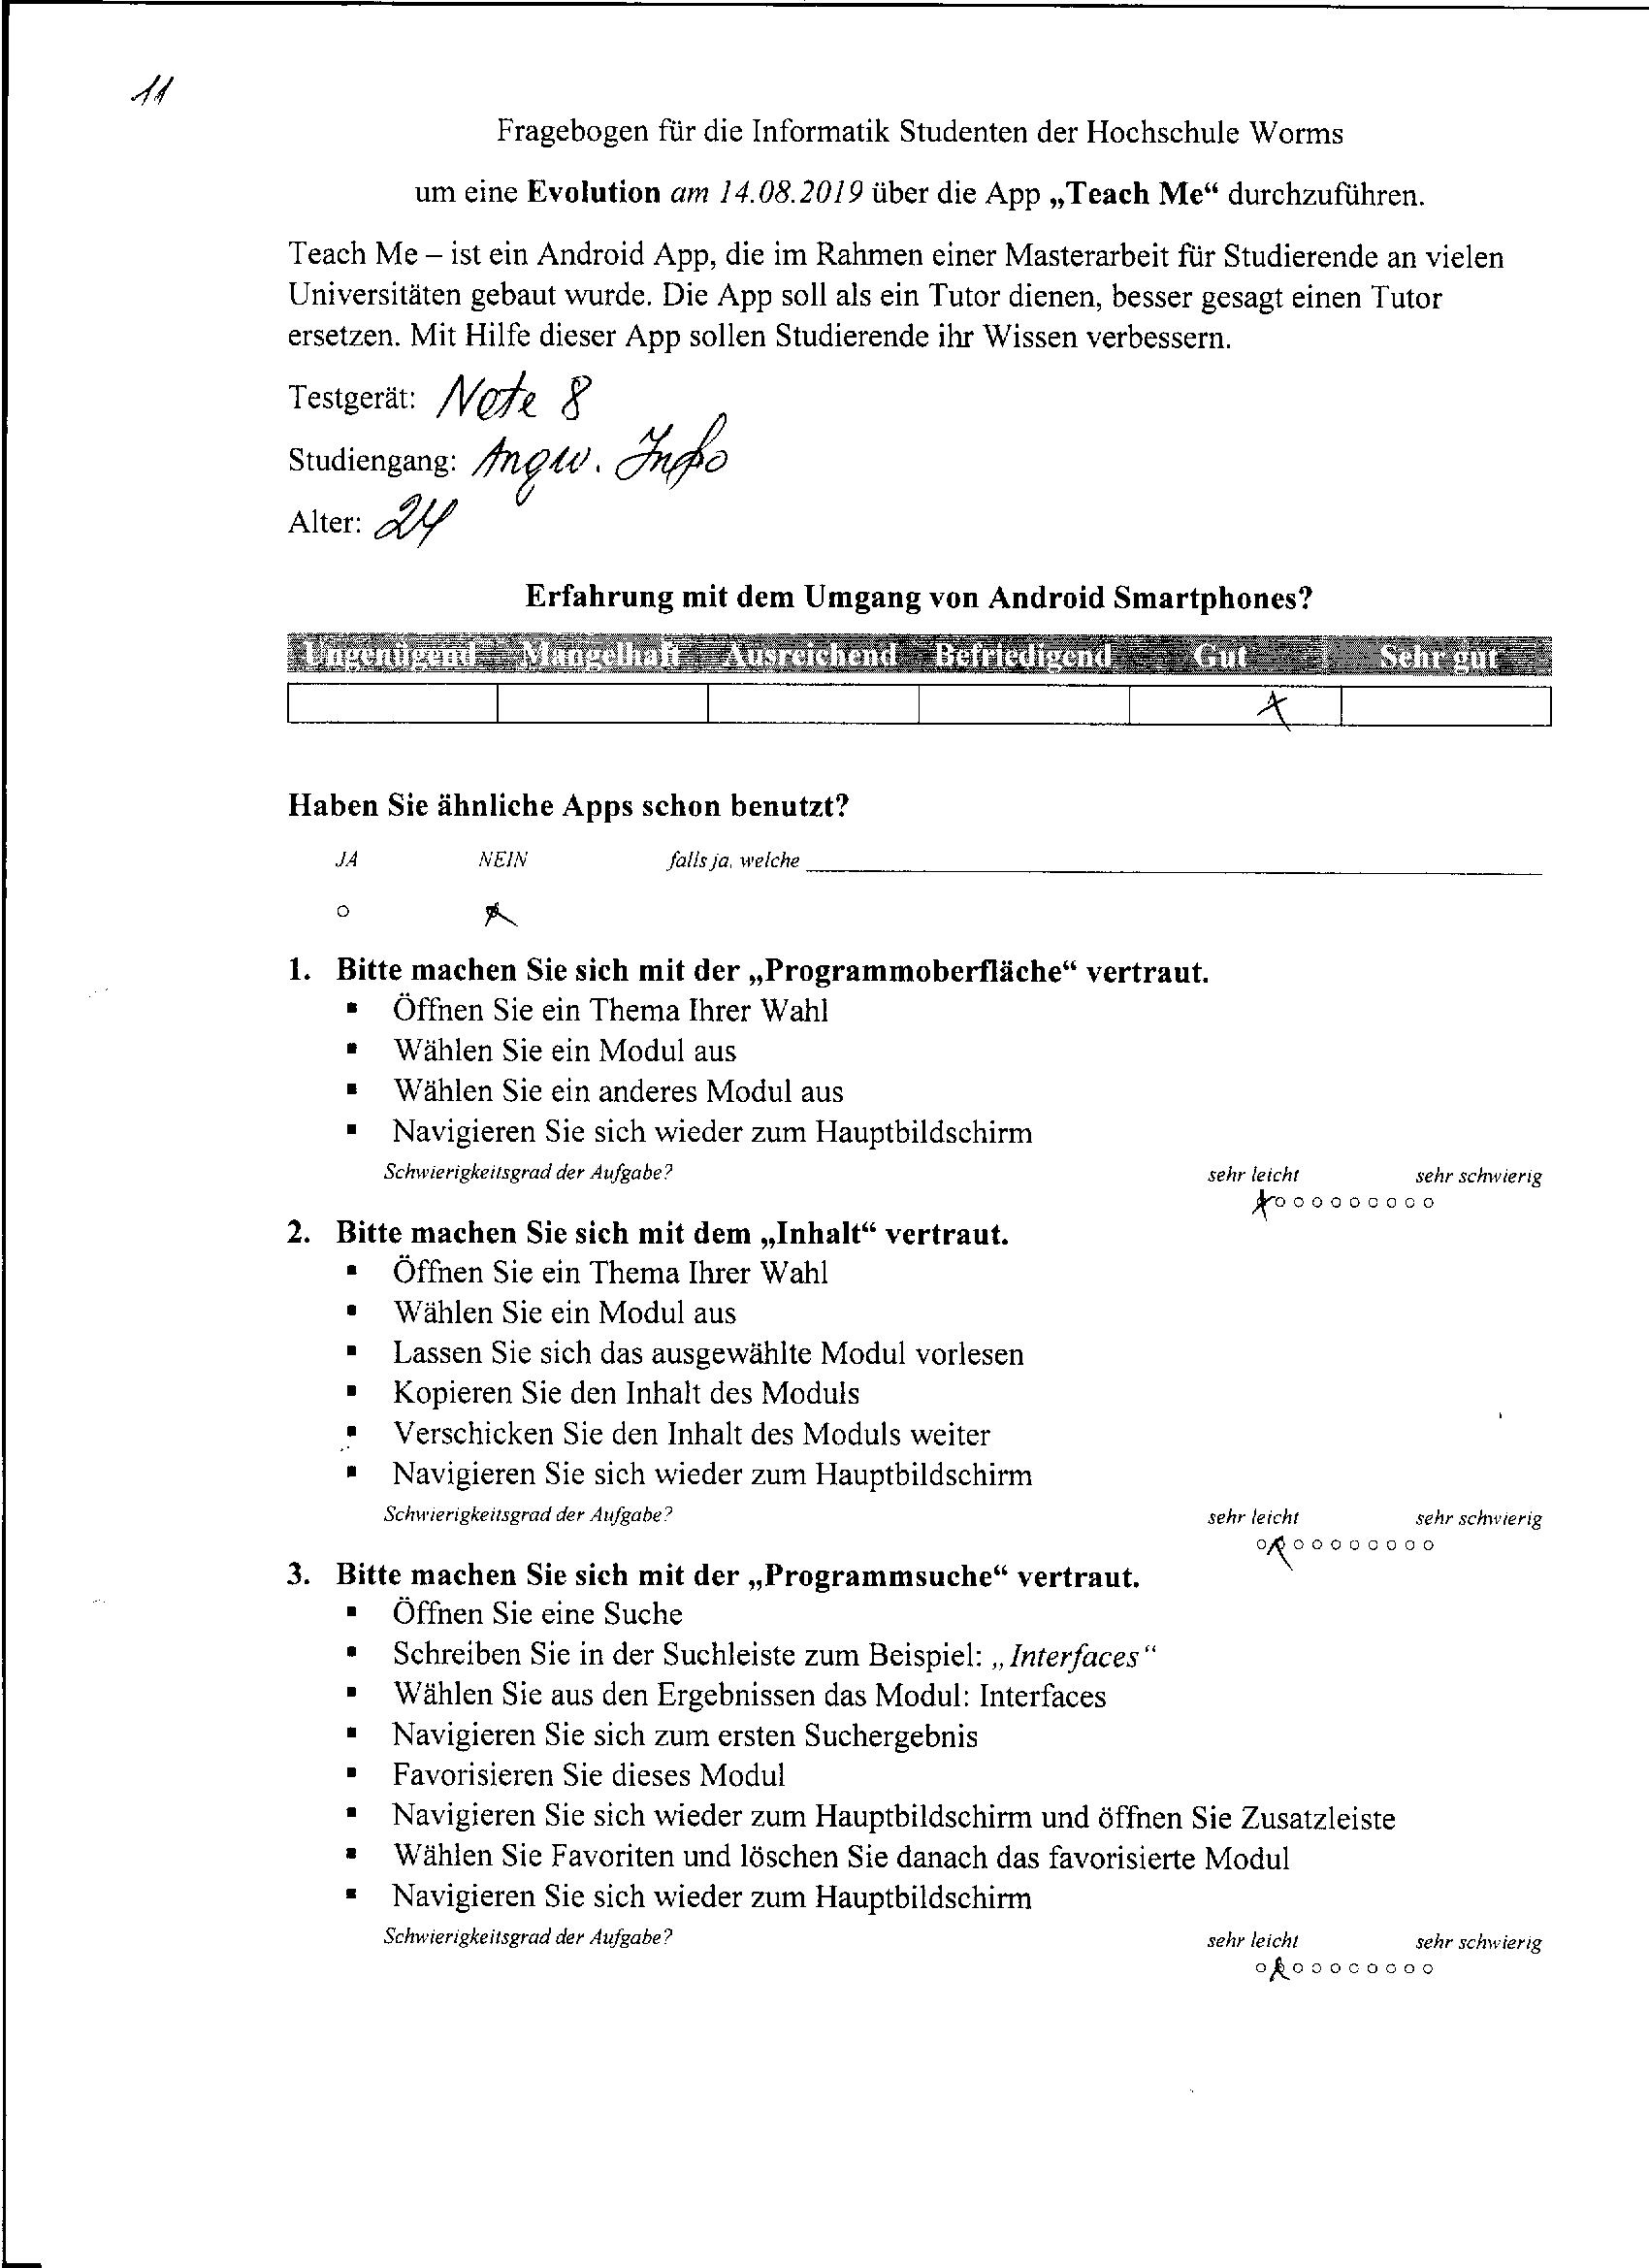 11
Fragebogen für die Informatik Studenten der Hochschule Worms
um eine Evolution am 14.08.2019 über die App „Teach Me“ durchzuführen.
Teach Me – ist ein Android App, die im Rahmen einer Masterarbeit für Studierende an vielen
Universitäten gebaut wurde. Die App soll als ein Tutor dienen, besser gesagt einen Tutor
ersetzen. Mit Hilfe dieser App sollen Studierende ihr Wissen verbessern.
Testgerät: Note 8
Studiengang: Angw. Info
Alter: 24
Erfahrung mit dem Umgang von Android Smartphones?
Ungenügend Mangelhaft Ausreichend Befriedigend Gut Sehr gut
Haben Sie ähnliche Apps schon benutzt?
JA NEIN falls ja, welche
1. Bitte machen Sie sich mit der „Programmoberfläche“ vertraut.
▪ Öffnen Sie ein Thema Ihrer Wahl
▪ Wählen Sie ein Modul aus
▪ Wählen Sie ein anderes Modul aus
▪ Navigieren Sie sich wieder zum Hauptbildschirm
Schwierigkeitsgrad der Aufgabe? sehr leicht sehr schwierig
2. Bitte machen Sie sich mit dem „Inhalt“ vertraut.
▪ Öffnen Sie ein Thema Ihrer Wahl
▪ Wählen Sie ein Modul aus
▪ Lassen Sie sich das ausgewählte Modul vorlesen
▪ Kopieren Sie den Inhalt des Moduls
▪ Verschicken Sie den Inhalt des Moduls weiter
▪ Navigieren Sie sich wieder zum Hauptbildschirm
Schwierigkeitsgrad der Aufgabe? sehr leicht sehr schwierig
3. Bitte machen Sie sich mit der „Programmsuche“ vertraut.
▪ Öffnen Sie eine Suche
▪ Schreiben Sie in der Suchleiste zum Beispiel: „Interfaces“
▪ Wählen Sie aus den Ergebnissen das Modul: Interfaces
▪ Navigieren Sie sich zum ersten Suchergebnis
▪ Favorisieren Sie dieses Modul
▪ Navigieren Sie sich wieder zum Hauptbildschirm und öffnen Sie Zusatzleiste
▪ Wählen Sie Favoriten und löschen Sie danach das favorisierte Modul
▪ Navigieren Sie sich wieder zum Hauptbildschirm
Schwierigkeitsgrad der Aufgabe? sehr leicht sehr schwierig